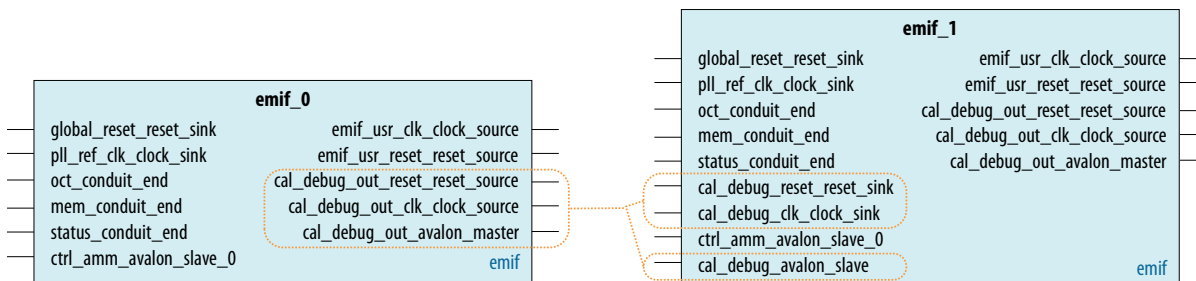 emif_0
global_reset_reset_sink
pll_ref_clk_clock_sink
oct_conduit_end
mem_conduit_end
status_conduit_end
ctrl_amm_avalon_slave_0
emif_usr_clk_clock_source
emif_usr_reset_reset_source
cal_debug_out_reset_reset_source
cal_debug_out_clk_clock_source
cal_debug_out_avalon_master
emif
emif_1
global_reset_reset_sink
pll_ref_clk_clock_sink
oct_conduit_end
mem_conduit_end
status_conduit_end
cal_debug_reset_reset_sink
cal_debug_clk_clock_sink
ctrl_amm_avalon_slave_0
cal_debug_avalon_slave
emif_usr_clk_clock_source
emif_usr_reset_reset_source
cal_debug_out_reset_reset_source
cal_debug_out_clk_clock_source
cal_debug_out_avalon_master
emif